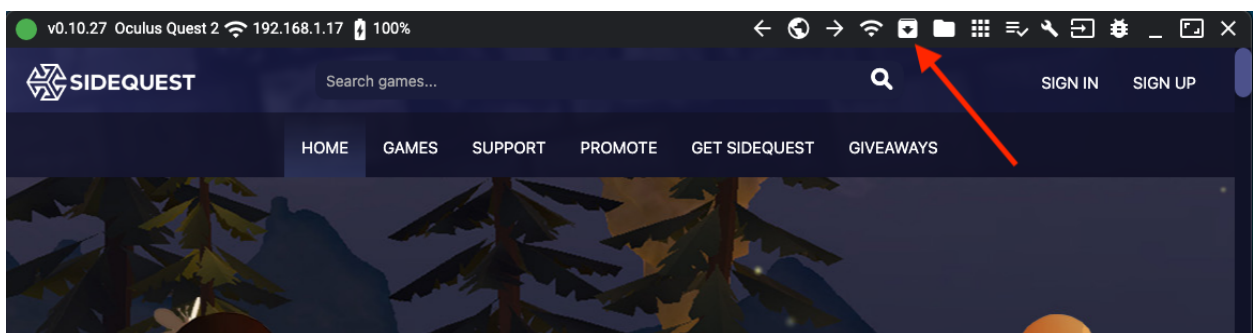 v0.10.27 Oculus Quest 2 192.168.1.17 100%
SIDEQUEST Search games... SIGN IN SIGN UP
HOME GAMES SUPPORT PROMOTE GET SIDEQUEST GIVEAWAYS